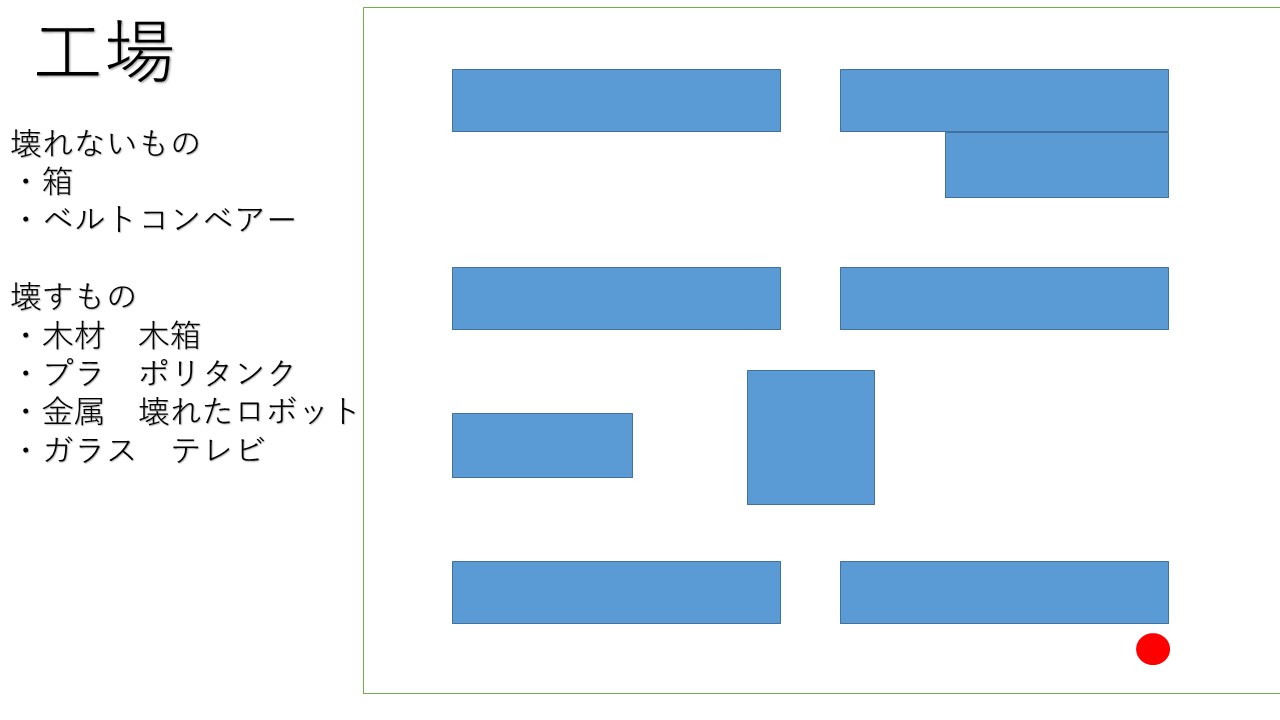 工場
壊れないもの
・箱
・ベルトコンベアー
壊すもの
・木材　木箱
・プラ　ポリタンク
・金属　壊れたロボット
・ガラス　テレビ